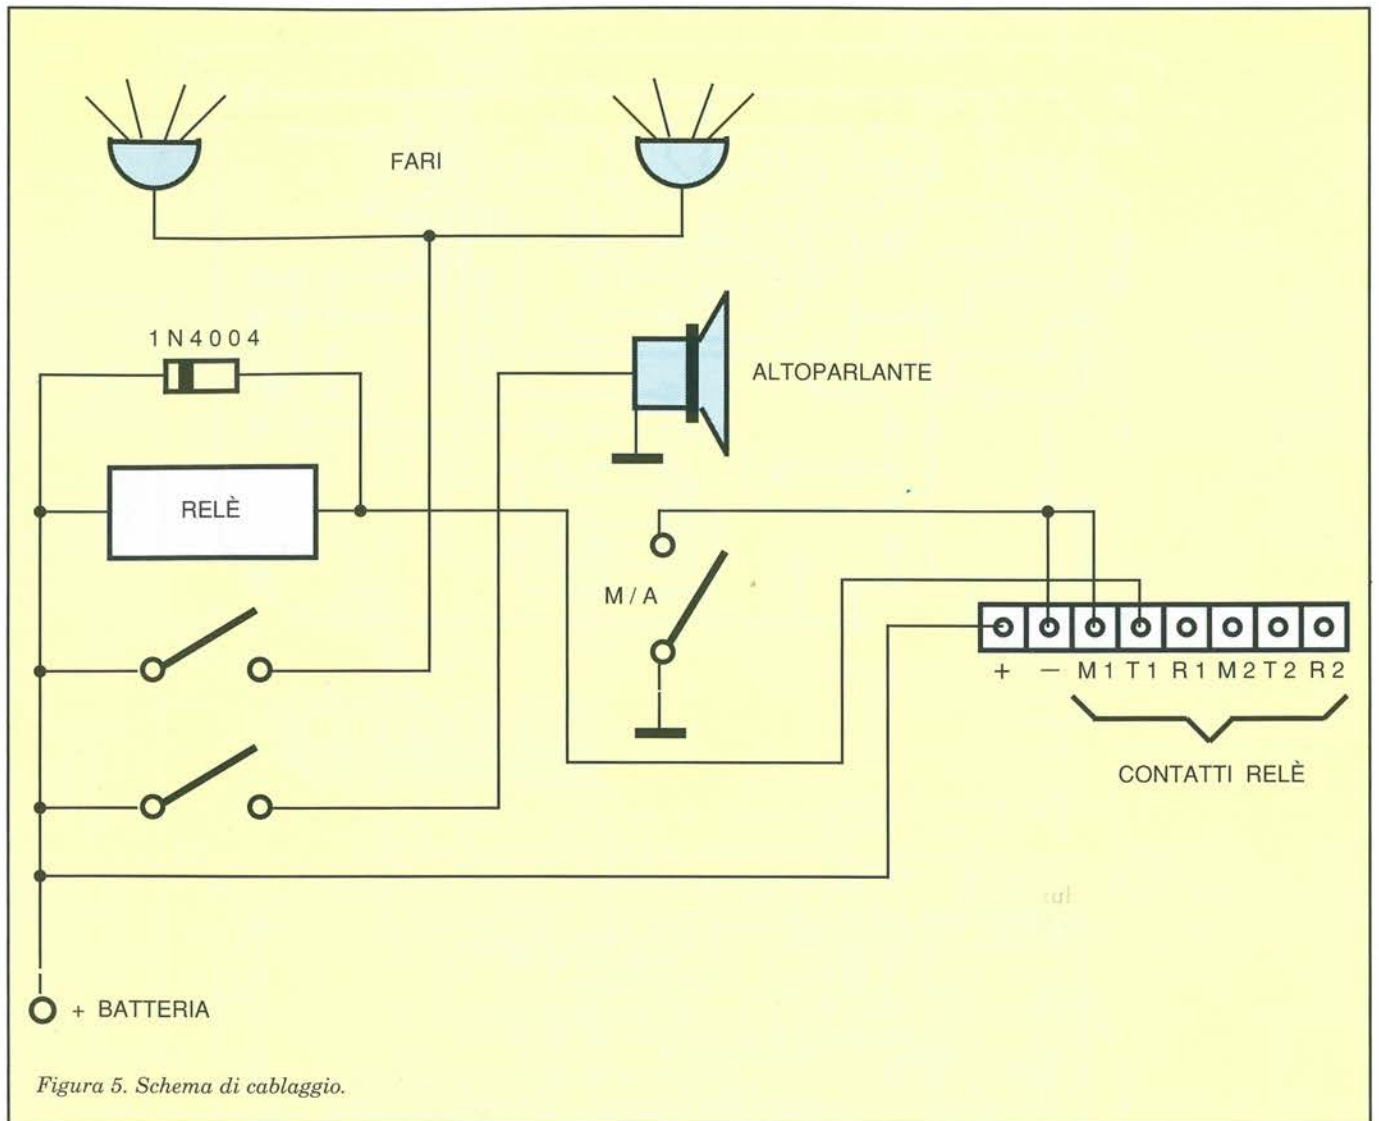 FARI
1N4004
ALTOPARLANTE
RELÈ
M / A
+ — M1 T1 R1 M2 T2 R2
CONTATTI RELÈ
+ BATTERIA
Figura 5. Schema di cablaggio.